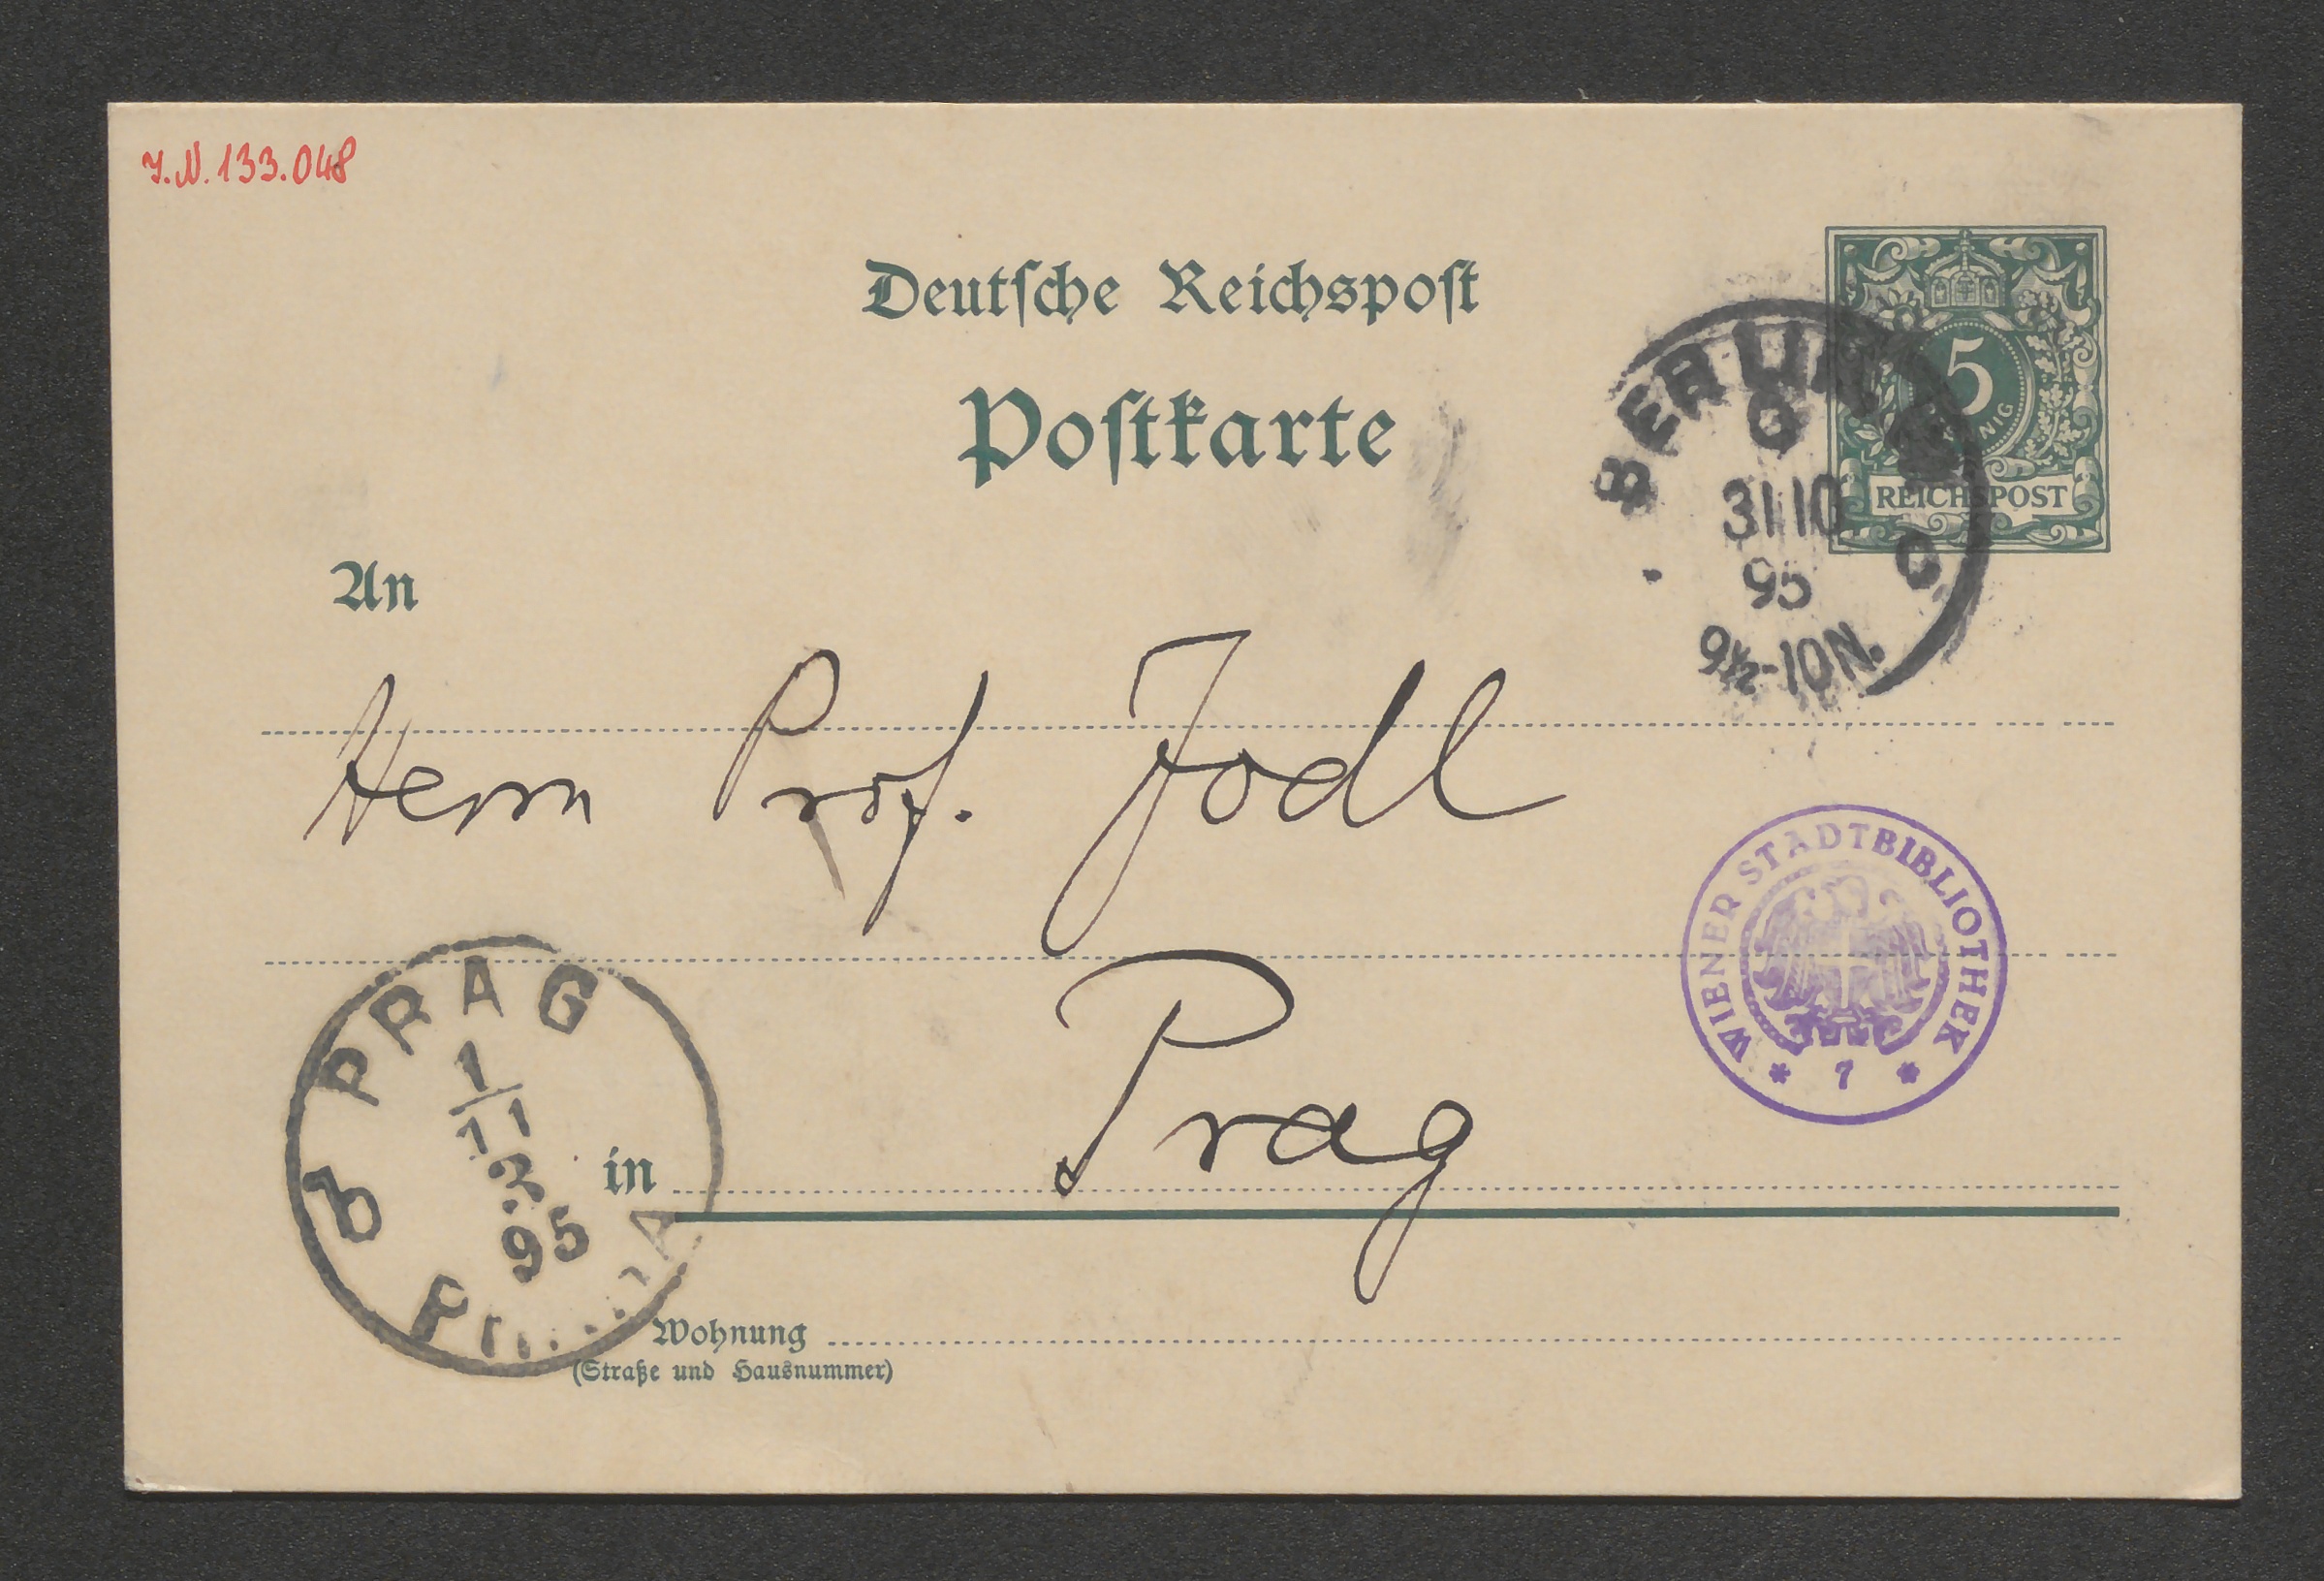 J.N. 133.048
Deutsche Reichspost
Postkarte
5
REICHSPOST
BERLIN
C.
31 10
95
9½-10N.
An
Herrn Prof. Jodl
WIENER STADTBIBLIOTHEK
* 7 *
PRAG
1
11
95
in Prag
Wohnung
(Straße und Hausnummer)